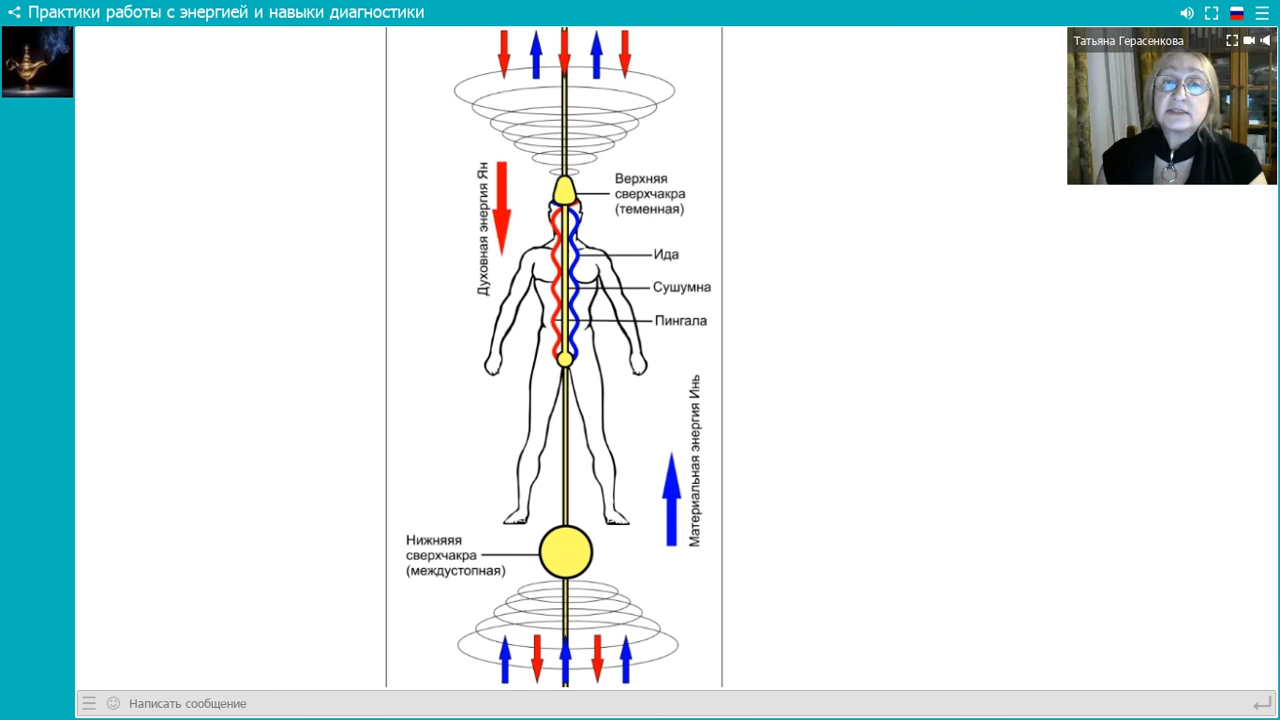 Практики работы с энергией и навыки диагностики
Татьяна Герасенкова
Духовная энергия Ян
Верхняя
сверхчакра
(теменная)
Ида
Сушумна
Пингала
Материальная энергия Инь
Нижняяя
сверхчакра
(междустопная)
Написать сообщение